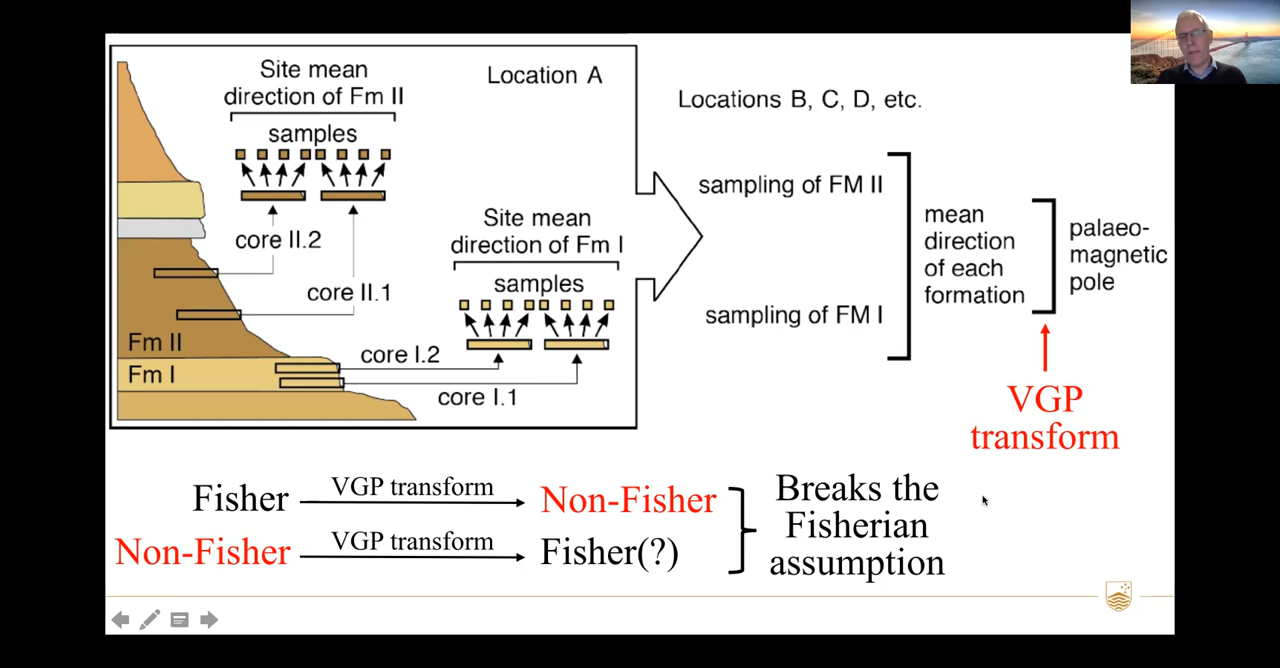 Site mean
direction of Fm II
samples
Location A
core II.2
core II.1
Site mean
direction of Fm I
samples
core I.2
core I.1
Fm II
Fm I
Locations B, C, D, etc.
sampling of FM II
sampling of FM I
mean
direction
of each
formation
palaeo-
magnetic
pole
VGP
transform
Fisher
VGP transform
Non-Fisher
Non-Fisher
VGP transform
Fisher(?)
Breaks the
Fisherian
assumption